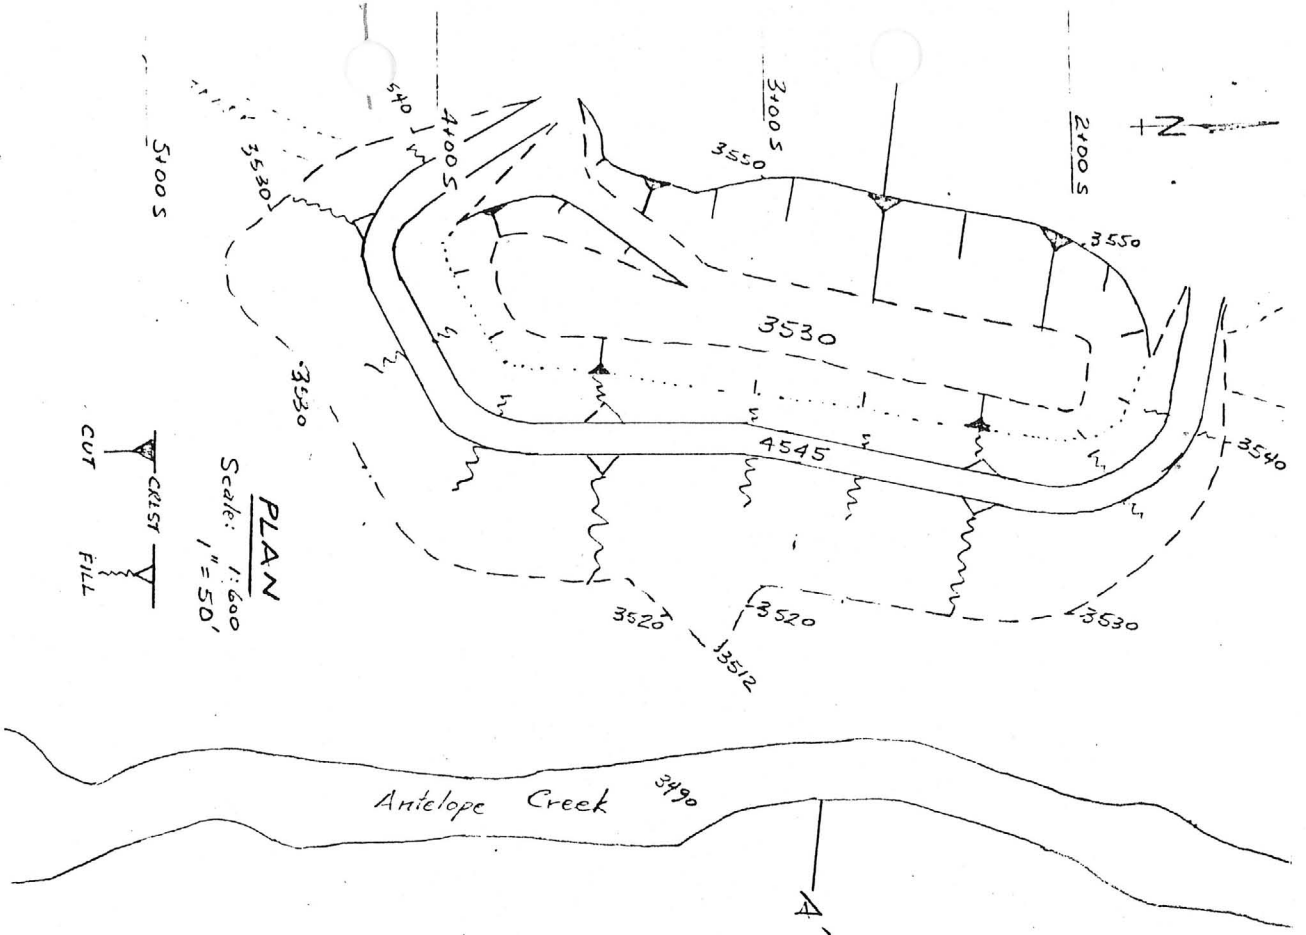 N
5+00 S
4+00 S
3+00 S
2+00 S
540
3530
3550
3550
3530
3530
4545
3540
3520
3520
3530
3512
CUT
CREST
FILL
PLAN
Scale: 1:600
1" = 50'
Antelope Creek
3490
A